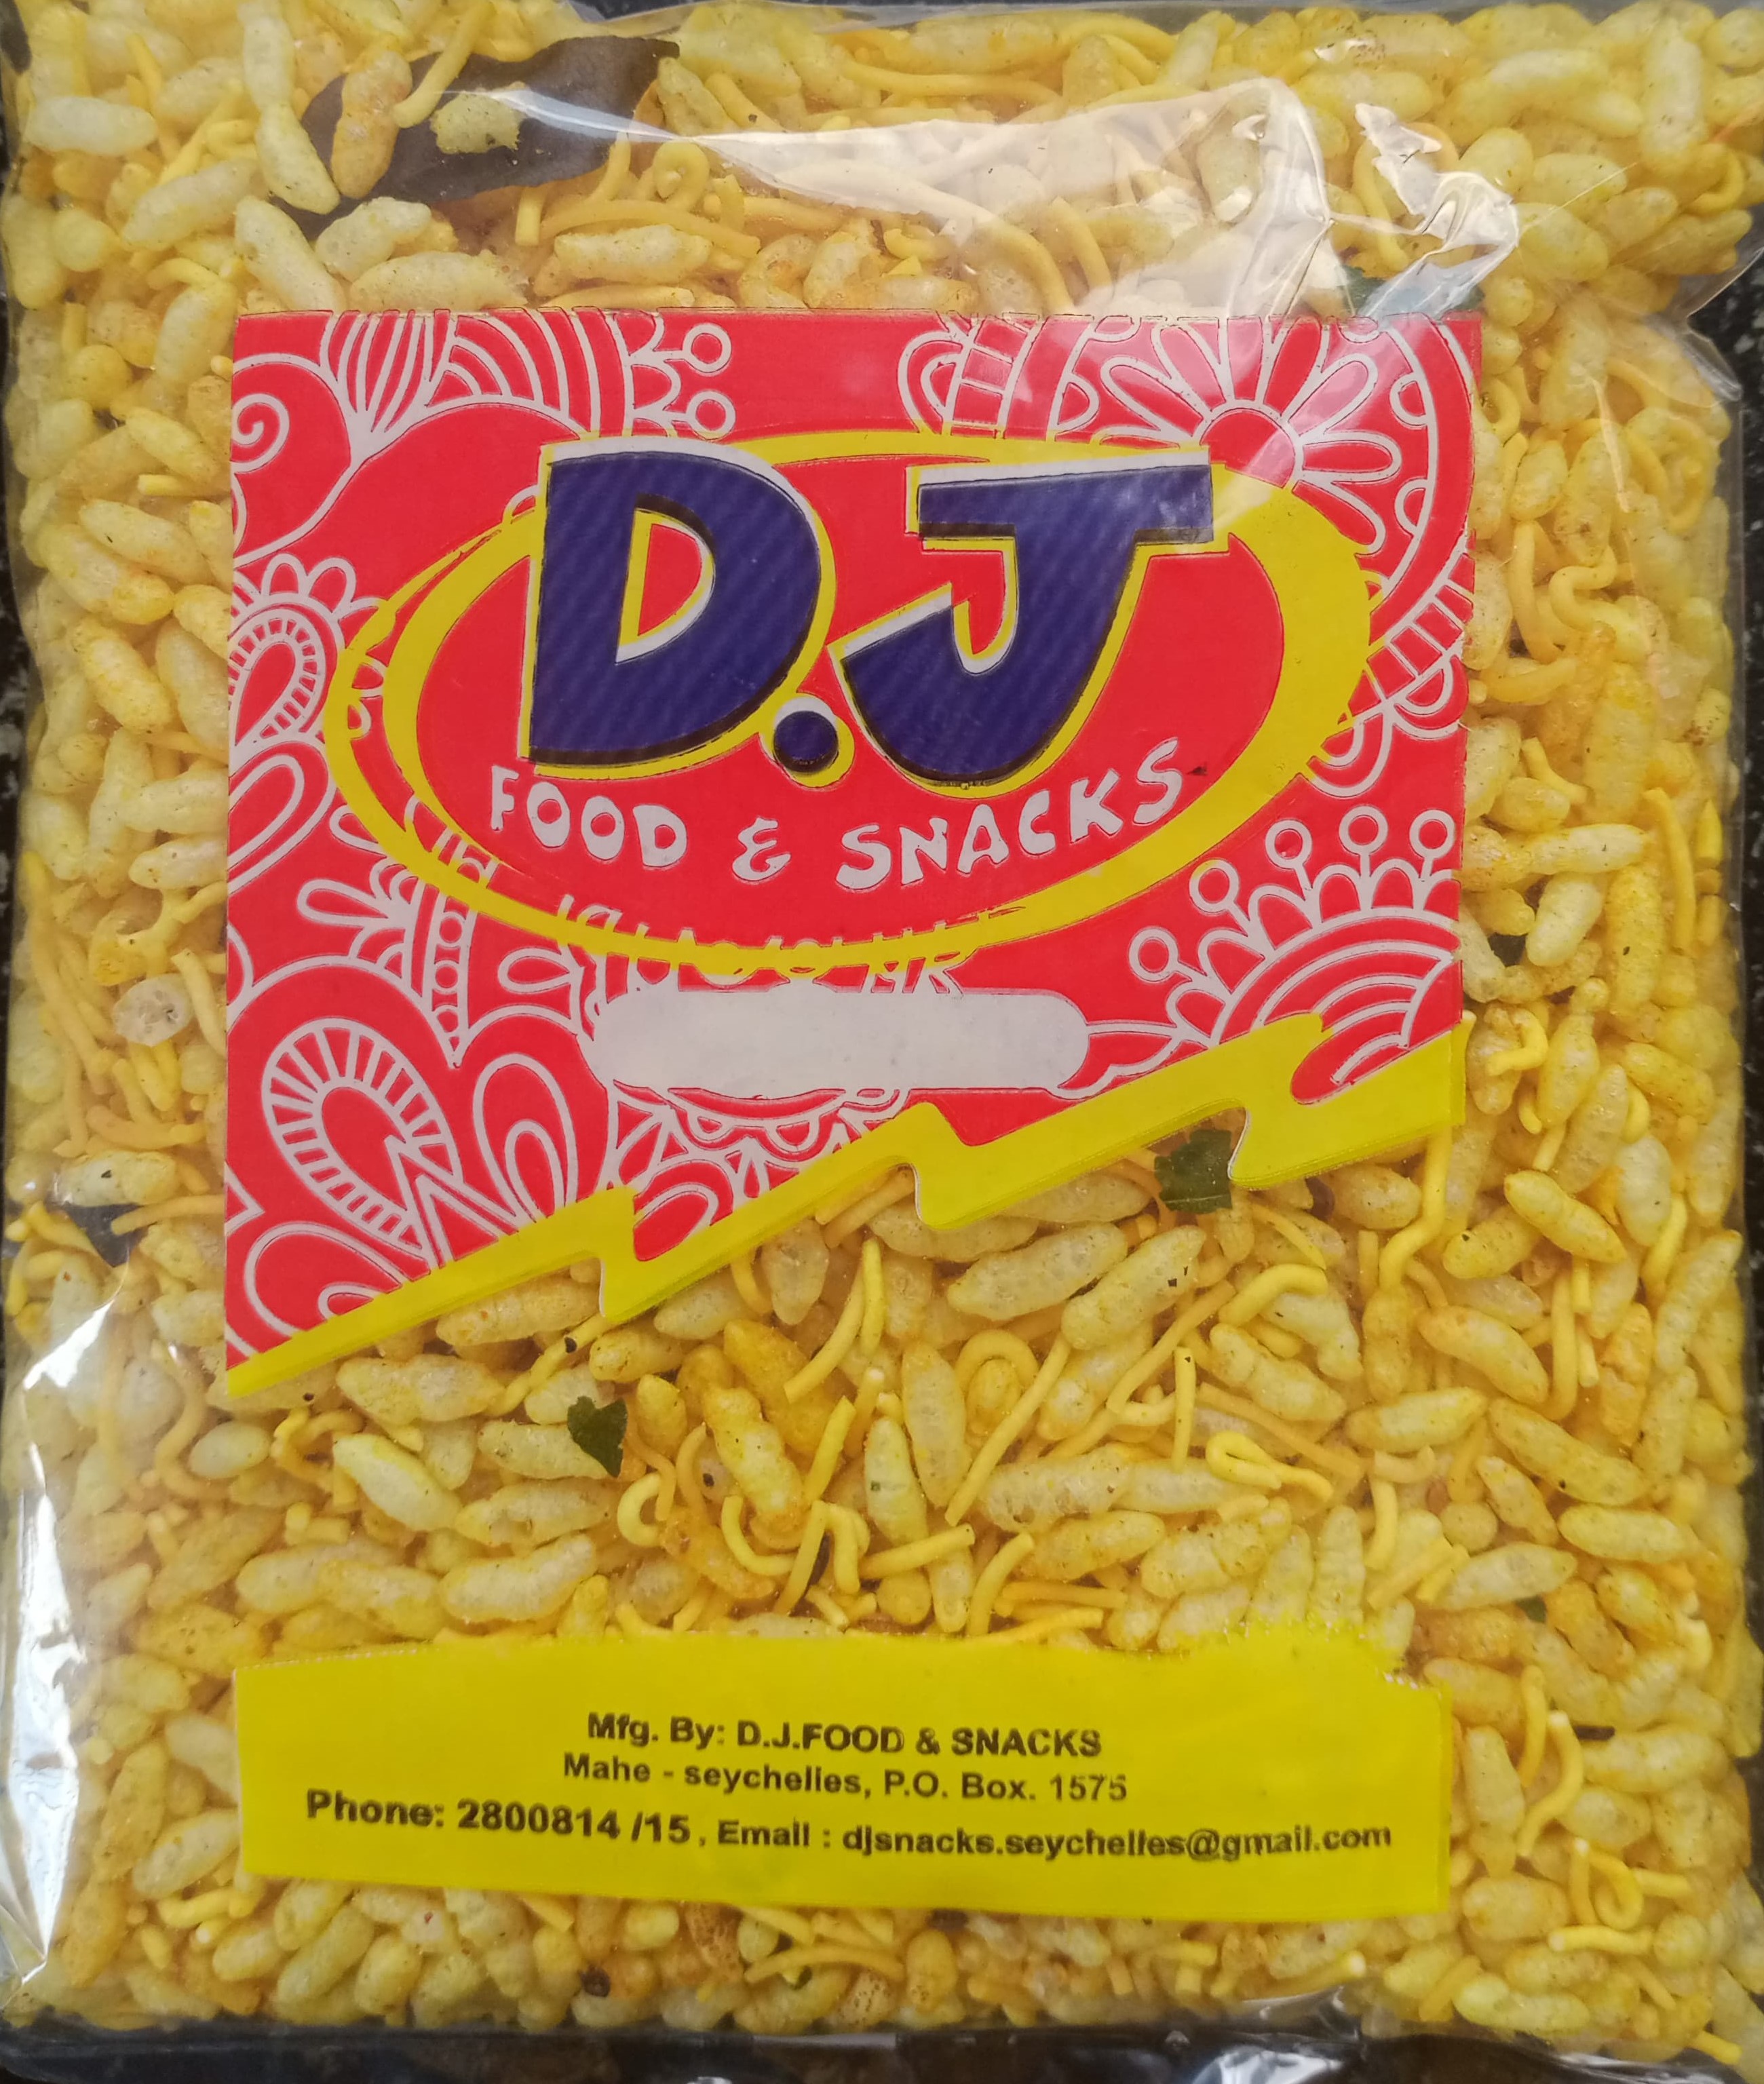 D.J
FOOD & SNACKS
Mfg. By: D.J.FOOD & SNACKS
Mahe - seychelles, P.O. Box. 1575
Phone: 2800814 /15, Email : djsnacks.seychelles@gmail.com